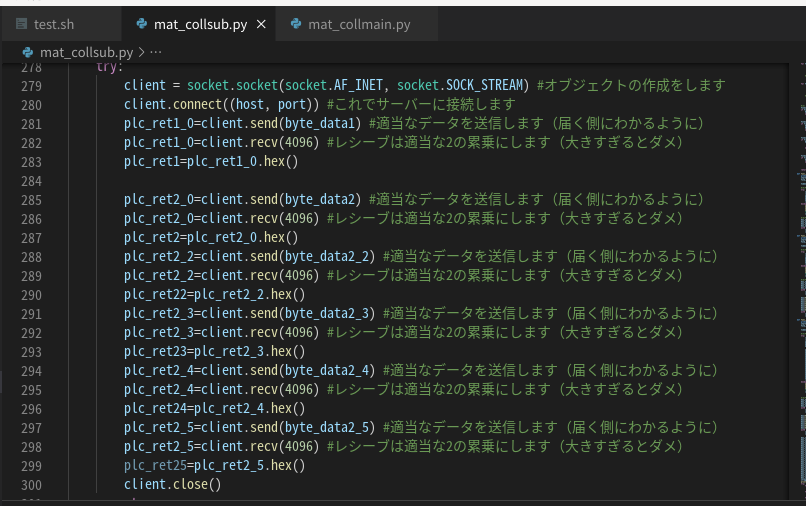 test.sh mat_collsub.py × mat_collmain.py
mat_collsub.py > ...
278 try:
279 client = socket.socket(socket.AF_INET, socket.SOCK_STREAM) #オブジェクトの作成をします
280 client.connect((host, port)) #これでサーバーに接続します
281 plc_ret1_0=client.send(byte_data1) #適当なデータを送信します（届く側にわかるように）
282 plc_ret1_0=client.recv(4096) #レシーブは適当な2の累乗にします（大きすぎるとダメ）
283 plc_ret1=plc_ret1_0.hex()
284
285 plc_ret2_0=client.send(byte_data2) #適当なデータを送信します（届く側にわかるように）
286 plc_ret2_0=client.recv(4096) #レシーブは適当な2の累乗にします（大きすぎるとダメ）
287 plc_ret2=plc_ret2_0.hex()
288 plc_ret2_2=client.send(byte_data2_2) #適当なデータを送信します（届く側にわかるように）
289 plc_ret2_2=client.recv(4096) #レシーブは適当な2の累乗にします（大きすぎるとダメ）
290 plc_ret22=plc_ret2_2.hex()
291 plc_ret2_3=client.send(byte_data2_3) #適当なデータを送信します（届く側にわかるように）
292 plc_ret2_3=client.recv(4096) #レシーブは適当な2の累乗にします（大きすぎるとダメ）
293 plc_ret23=plc_ret2_3.hex()
294 plc_ret2_4=client.send(byte_data2_4) #適当なデータを送信します（届く側にわかるように）
295 plc_ret2_4=client.recv(4096) #レシーブは適当な2の累乗にします（大きすぎるとダメ）
296 plc_ret24=plc_ret2_4.hex()
297 plc_ret2_5=client.send(byte_data2_5) #適当なデータを送信します（届く側にわかるように）
298 plc_ret2_5=client.recv(4096) #レシーブは適当な2の累乗にします（大きすぎるとダメ）
299 plc_ret25=plc_ret2_5.hex()
300 client.close()